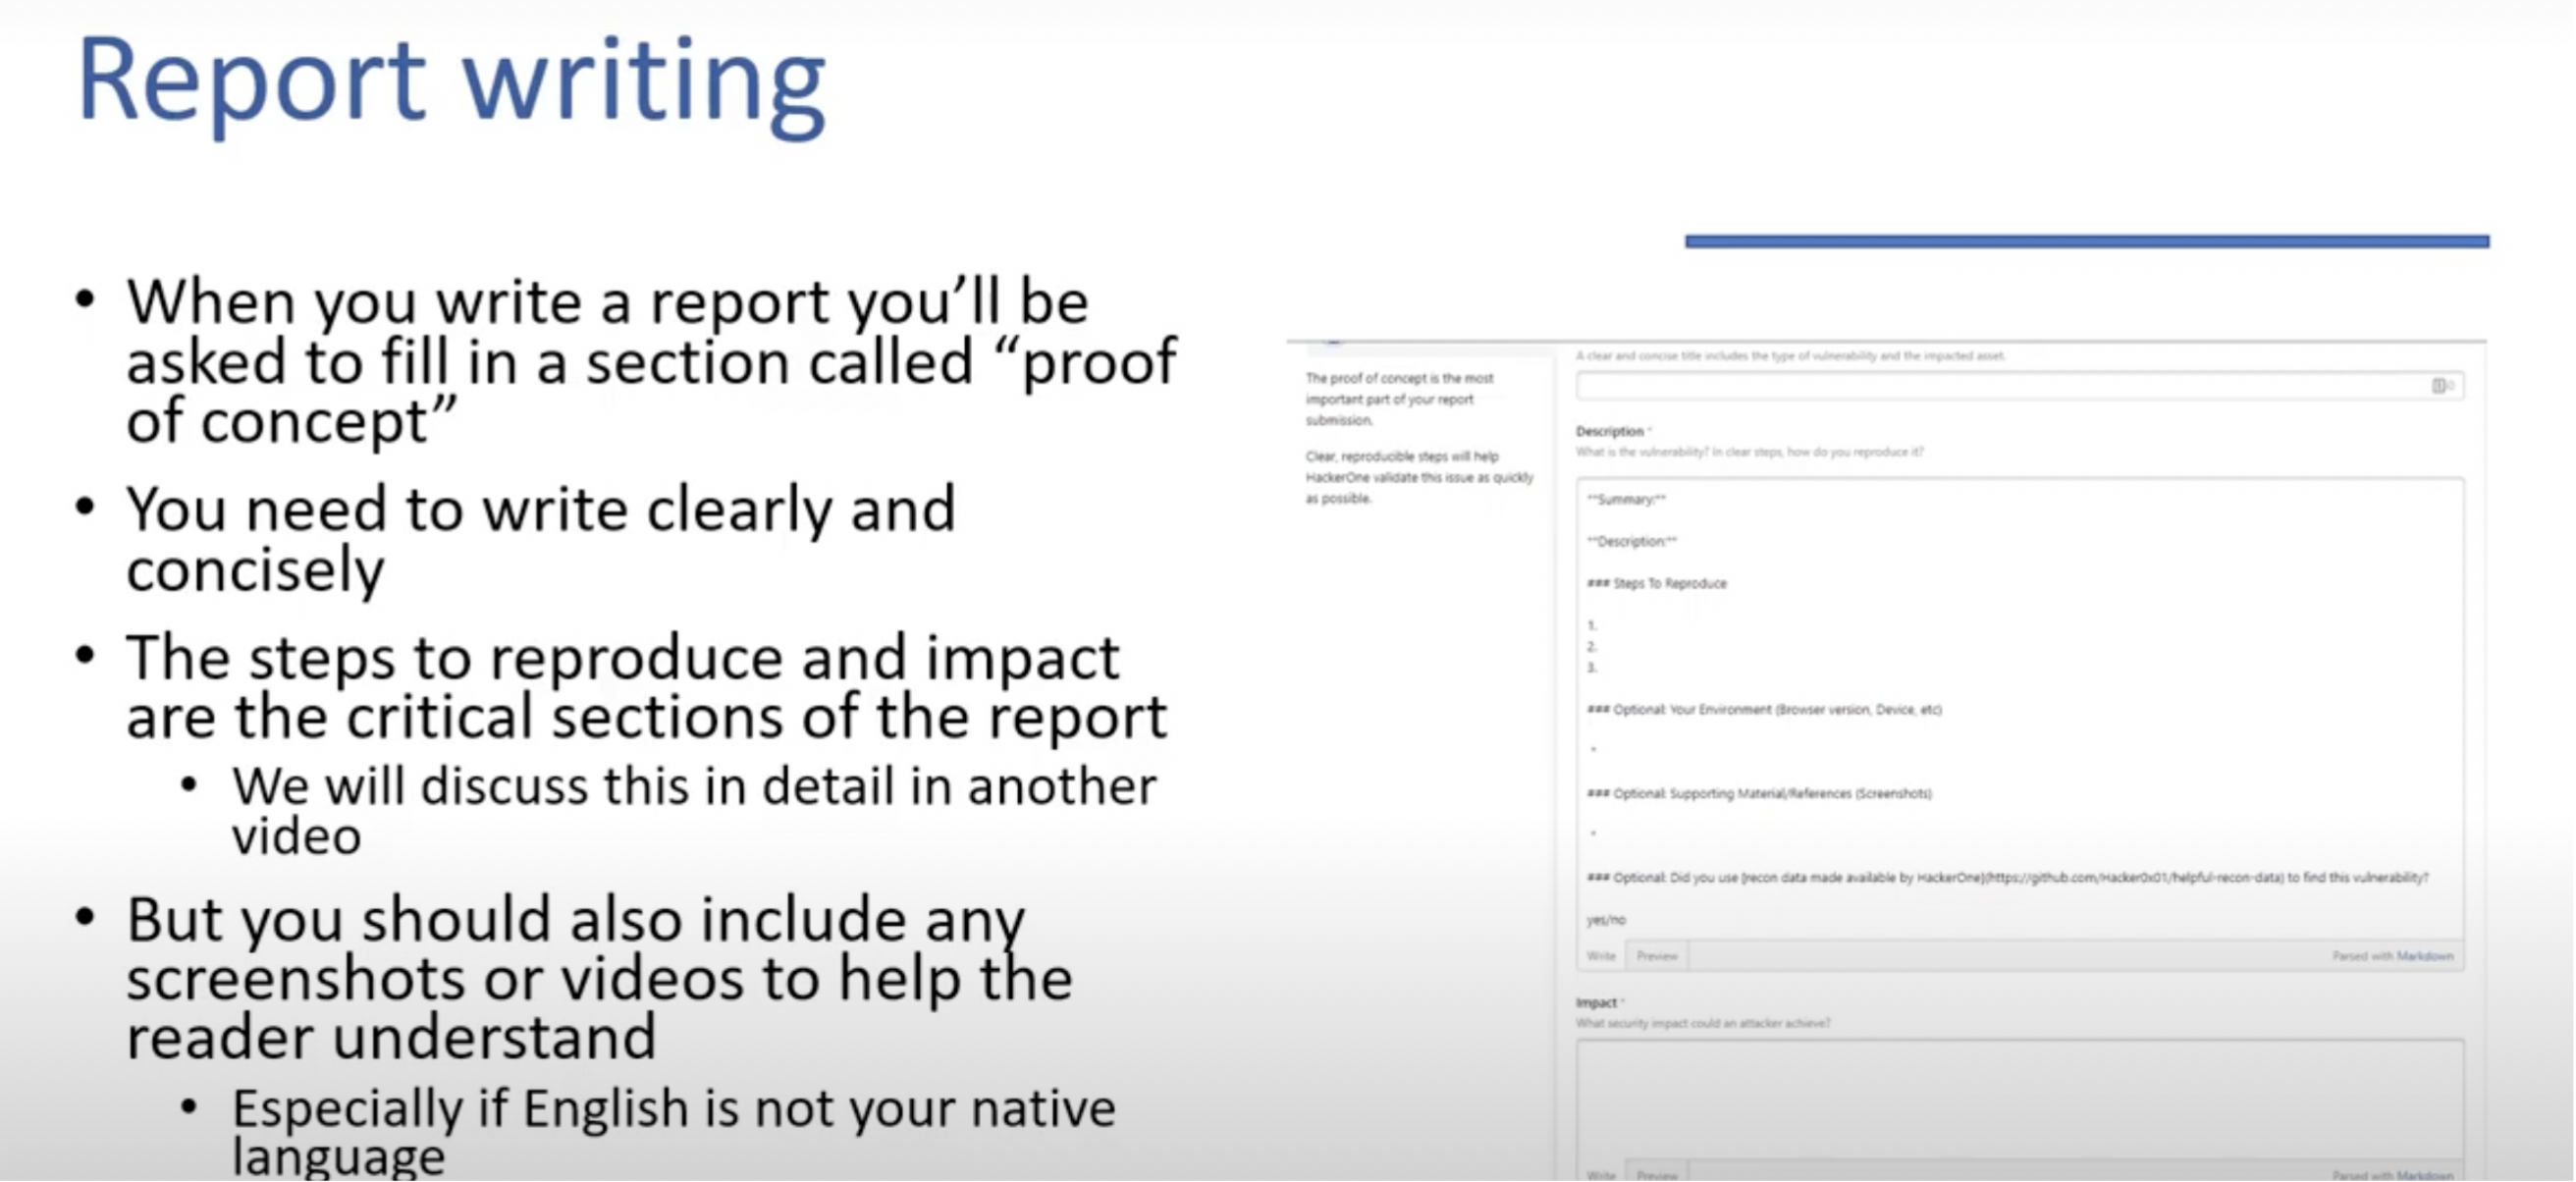 Report writing
• When you write a report you’ll be
asked to fill in a section called “proof
of concept”
• You need to write clearly and
concisely
• The steps to reproduce and impact
are the critical sections of the report
• We will discuss this in detail in another
video
• But you should also include any
screenshots or videos to help the
reader understand
• Especially if English is not your native
language
The proof of concept is the most
important part of your report
submission.
Clear, reproducible steps will help
HackerOne validate this issue as quickly
as possible.
A clear and concise title includes the type of vulnerability and the impacted asset.
Description *
What is the vulnerability? In clear steps, how do you reproduce it?
**Summary:**
**Description:**
### Steps To Reproduce
1.
2.
3.
### Optional: Your Environment (Browser version, Device, etc)
*
### Optional: Supporting Material/References (Screenshots)
*
### Optional: Did you use [recon data made available by HackerOne](https://github.com/Hacker0x01/helpful-recon-data) to find this vulnerability?
yes/no
Write Preview Parsed with Markdown
Impact *
What security impact could an attacker achieve?
Write Preview Parsed with Markdown